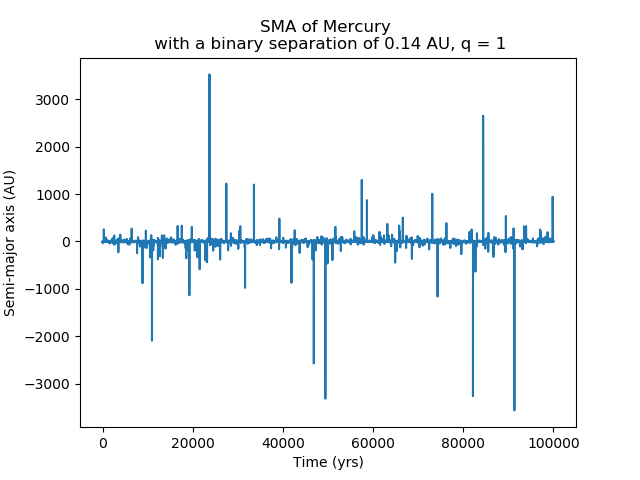 SMA of Mercury
with a binary separation of 0.14 AU, q = 1
Semi-major axis (AU)
3000
2000
1000
0
−1000
−2000
−3000
0 20000 40000 60000 80000 100000
Time (yrs)